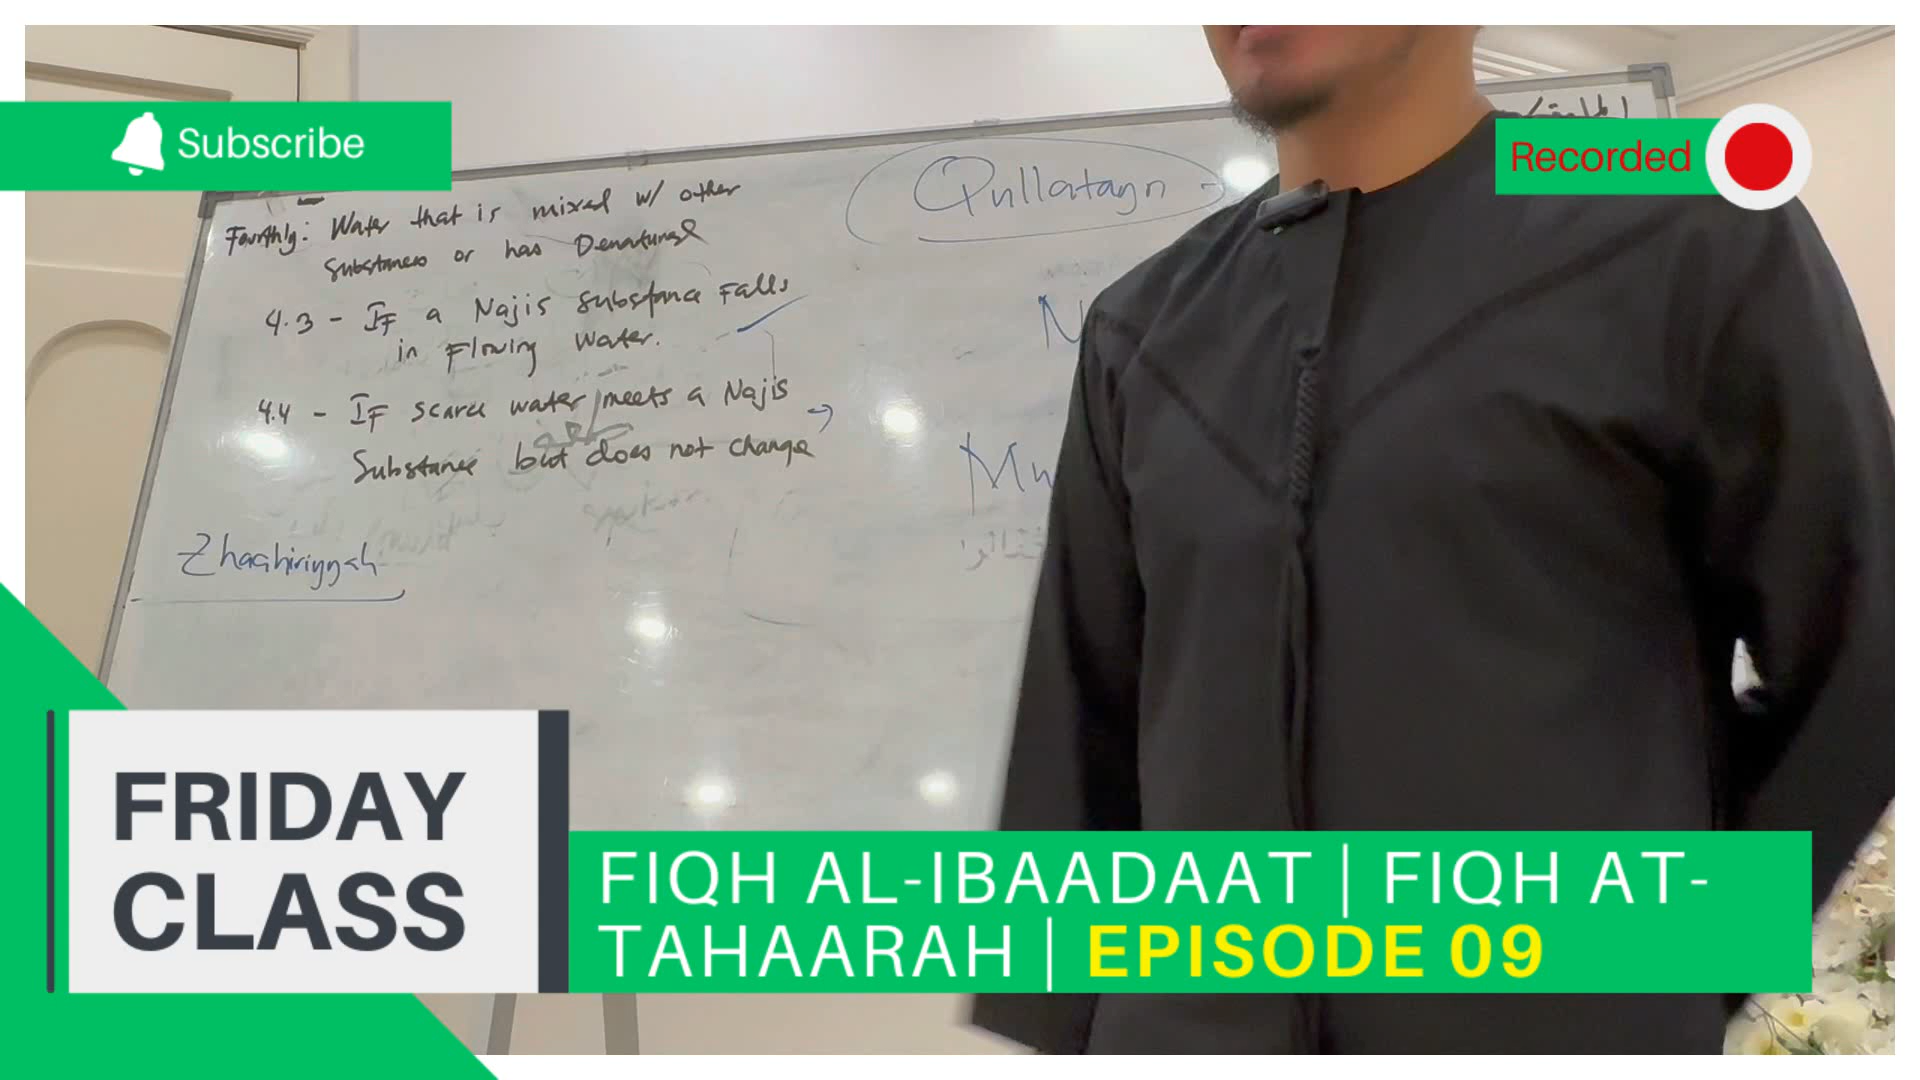 Subscribe
Recorded
Fourthly: Water that is mixed w/ other
Substances or has Denatured
4.3 - IF a Najis substance Falls
in Flowing Water.
4.4 - IF scarce water meets a Najis
Substance but does not change
Zhaahiriyyah
Qullatayn -
FRIDAY
CLASS
FIQH AL-IBAADAAT | FIQH AT-
TAHAARAH | EPISODE 09